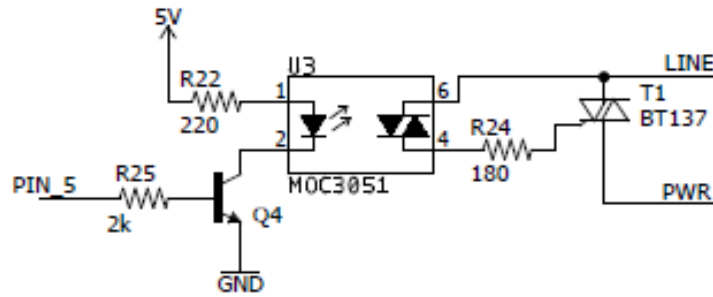 5V
U3
LINE
R22
1
6
T1
220
BT137
R24
2
4
R25
MOC3051
180
PIN_5
PWR
2k
Q4
GND